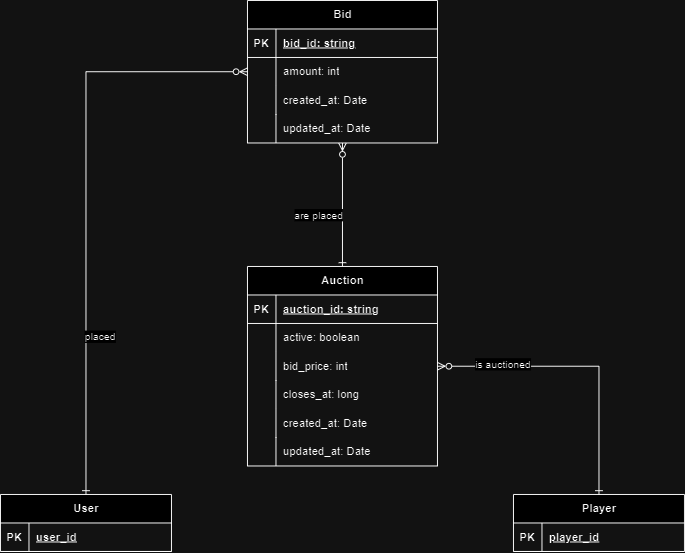 Bid
PK bid_id: string
amount: int
created_at: Date
updated_at: Date
are placed
Auction
PK auction_id: string
active: boolean
placed
bid_price: int
is auctioned
closes_at: long
created_at: Date
updated_at: Date
User
PK user_id
Player
PK player_id